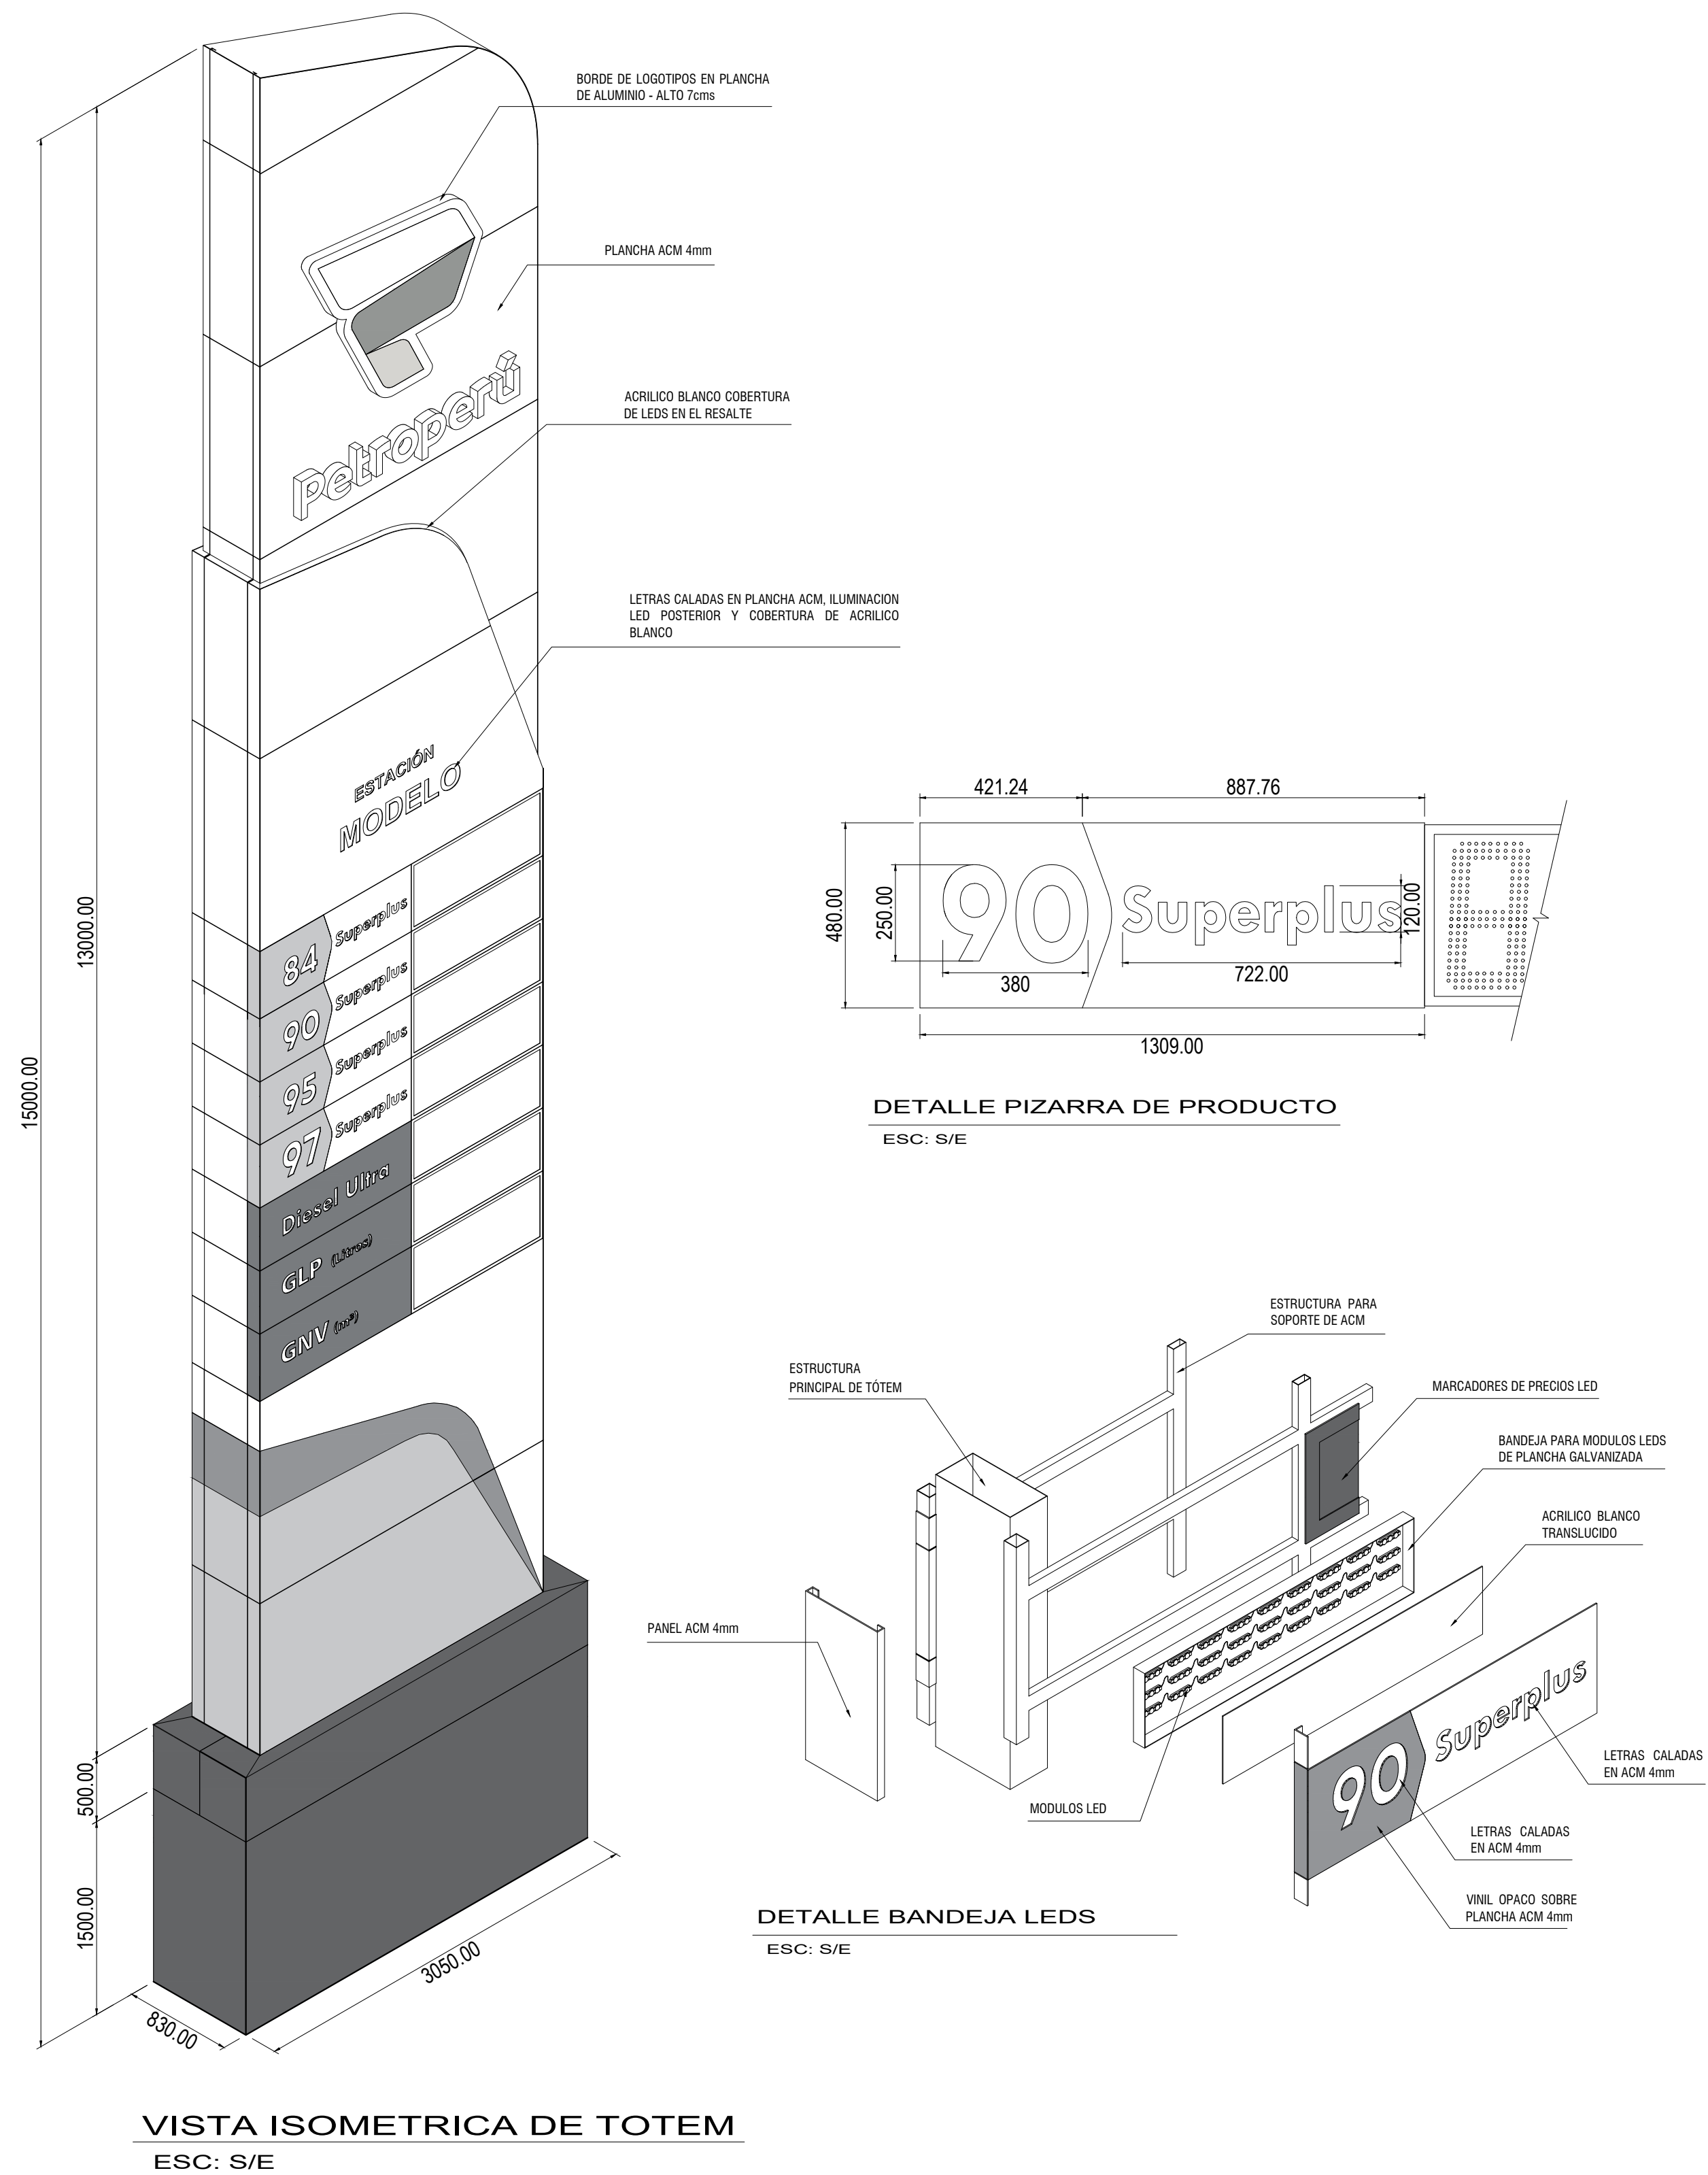 BORDE DE LOGOTIPOS EN PLANCHA
DE ALUMINIO - ALTO 7cms
PLANCHA ACM 4mm
petroperú
ACRILICO BLANCO COBERTURA
DE LEDS EN EL RESALTE
LETRAS CALADAS EN PLANCHA ACM, ILUMINACION
LED POSTERIOR Y COBERTURA DE ACRILICO
BLANCO
ESTACIÓN
MODELO
84 Superplus
90 Superplus
95 Superplus
97 Superplus
Diesel Ultra
GLP (Litros)
GNV (m³)
15000.00
13000.00
500.00
1500.00
830.00
3050.00
VISTA ISOMETRICA DE TOTEM
ESC: S/E
421.24
887.76
480.00
250.00
90
Superplus
120.00
8
380
722.00
1309.00
DETALLE PIZARRA DE PRODUCTO
ESC: S/E
ESTRUCTURA PARA
SOPORTE DE ACM
ESTRUCTURA
PRINCIPAL DE TÓTEM
MARCADORES DE PRECIOS LED
BANDEJA PARA MODULOS LEDS
DE PLANCHA GALVANIZADA
ACRILICO BLANCO
TRANSLUCIDO
PANEL ACM 4mm
90 Superplus
LETRAS CALADAS
EN ACM 4mm
MODULOS LED
LETRAS CALADAS
EN ACM 4mm
VINIL OPACO SOBRE
PLANCHA ACM 4mm
DETALLE BANDEJA LEDS
ESC: S/E